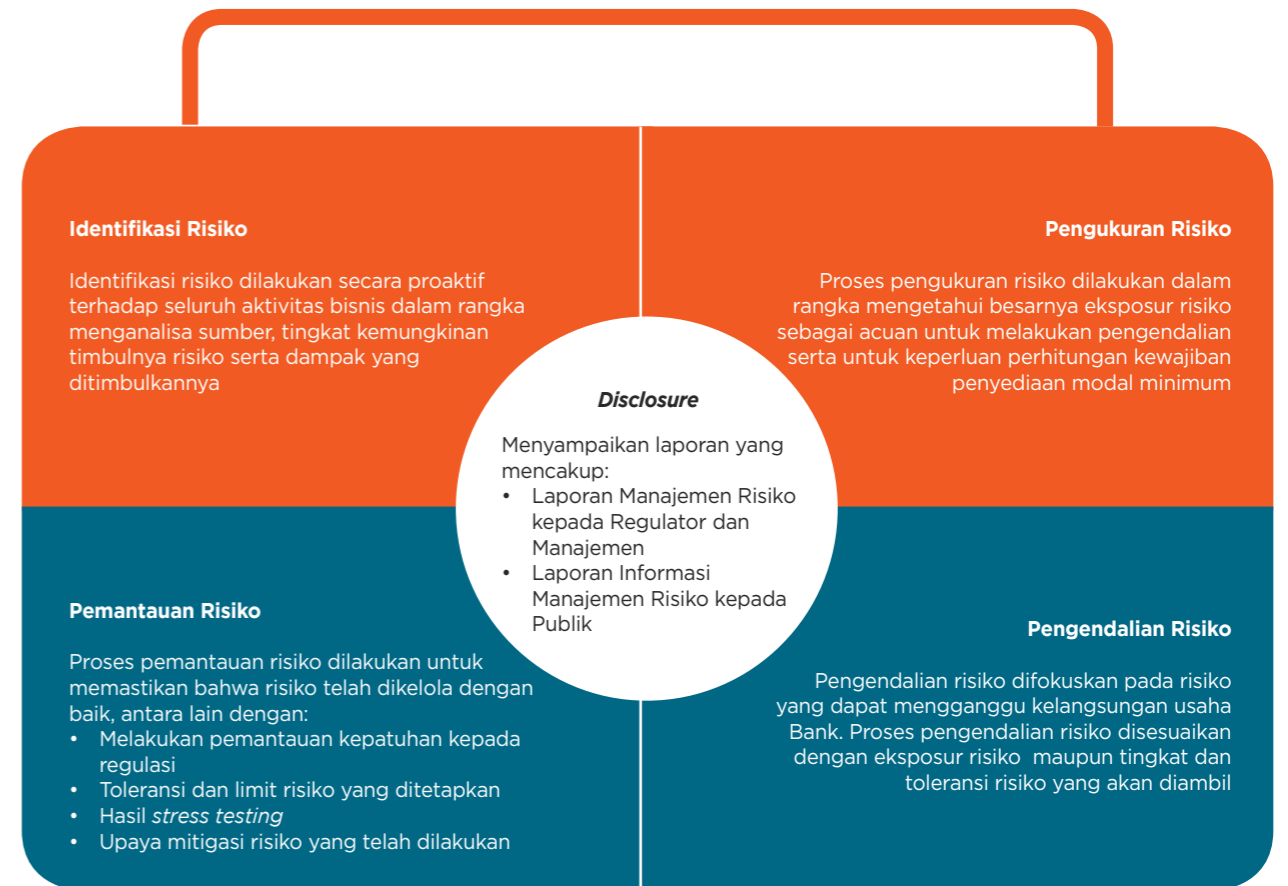 Identifikasi Risiko
Identifikasi risiko dilakukan secara proaktif
terhadap seluruh aktivitas bisnis dalam rangka
menganalisa sumber, tingkat kemungkinan
timbulnya risiko serta dampak yang
ditimbulkannya
Pengukuran Risiko
Proses pengukuran risiko dilakukan dalam
rangka mengetahui besarnya eksposur risiko
sebagai acuan untuk melakukan pengendalian
serta untuk keperluan perhitungan kewajiban
penyediaan modal minimum
Disclosure
Menyampaikan laporan yang
mencakup:
• Laporan Manajemen Risiko
kepada Regulator dan
Manajemen
• Laporan Informasi
Manajemen Risiko kepada
Publik
Pemantauan Risiko
Proses pemantauan risiko dilakukan untuk
memastikan bahwa risiko telah dikelola dengan
baik, antara lain dengan:
• Melakukan pemantauan kepatuhan kepada
regulasi
• Toleransi dan limit risiko yang ditetapkan
• Hasil stress testing
• Upaya mitigasi risiko yang telah dilakukan
Pengendalian Risiko
Pengendalian risiko difokuskan pada risiko
yang dapat mengganggu kelangsungan usaha
Bank. Proses pengendalian risiko disesuaikan
dengan eksposur risiko maupun tingkat dan
toleransi risiko yang akan diambil